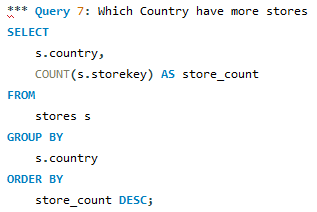 *** Query 7: Which Country have more stores
SELECT
s.country,
COUNT(s.storekey) AS store_count
FROM
stores s
GROUP BY
s.country
ORDER BY
store_count DESC;